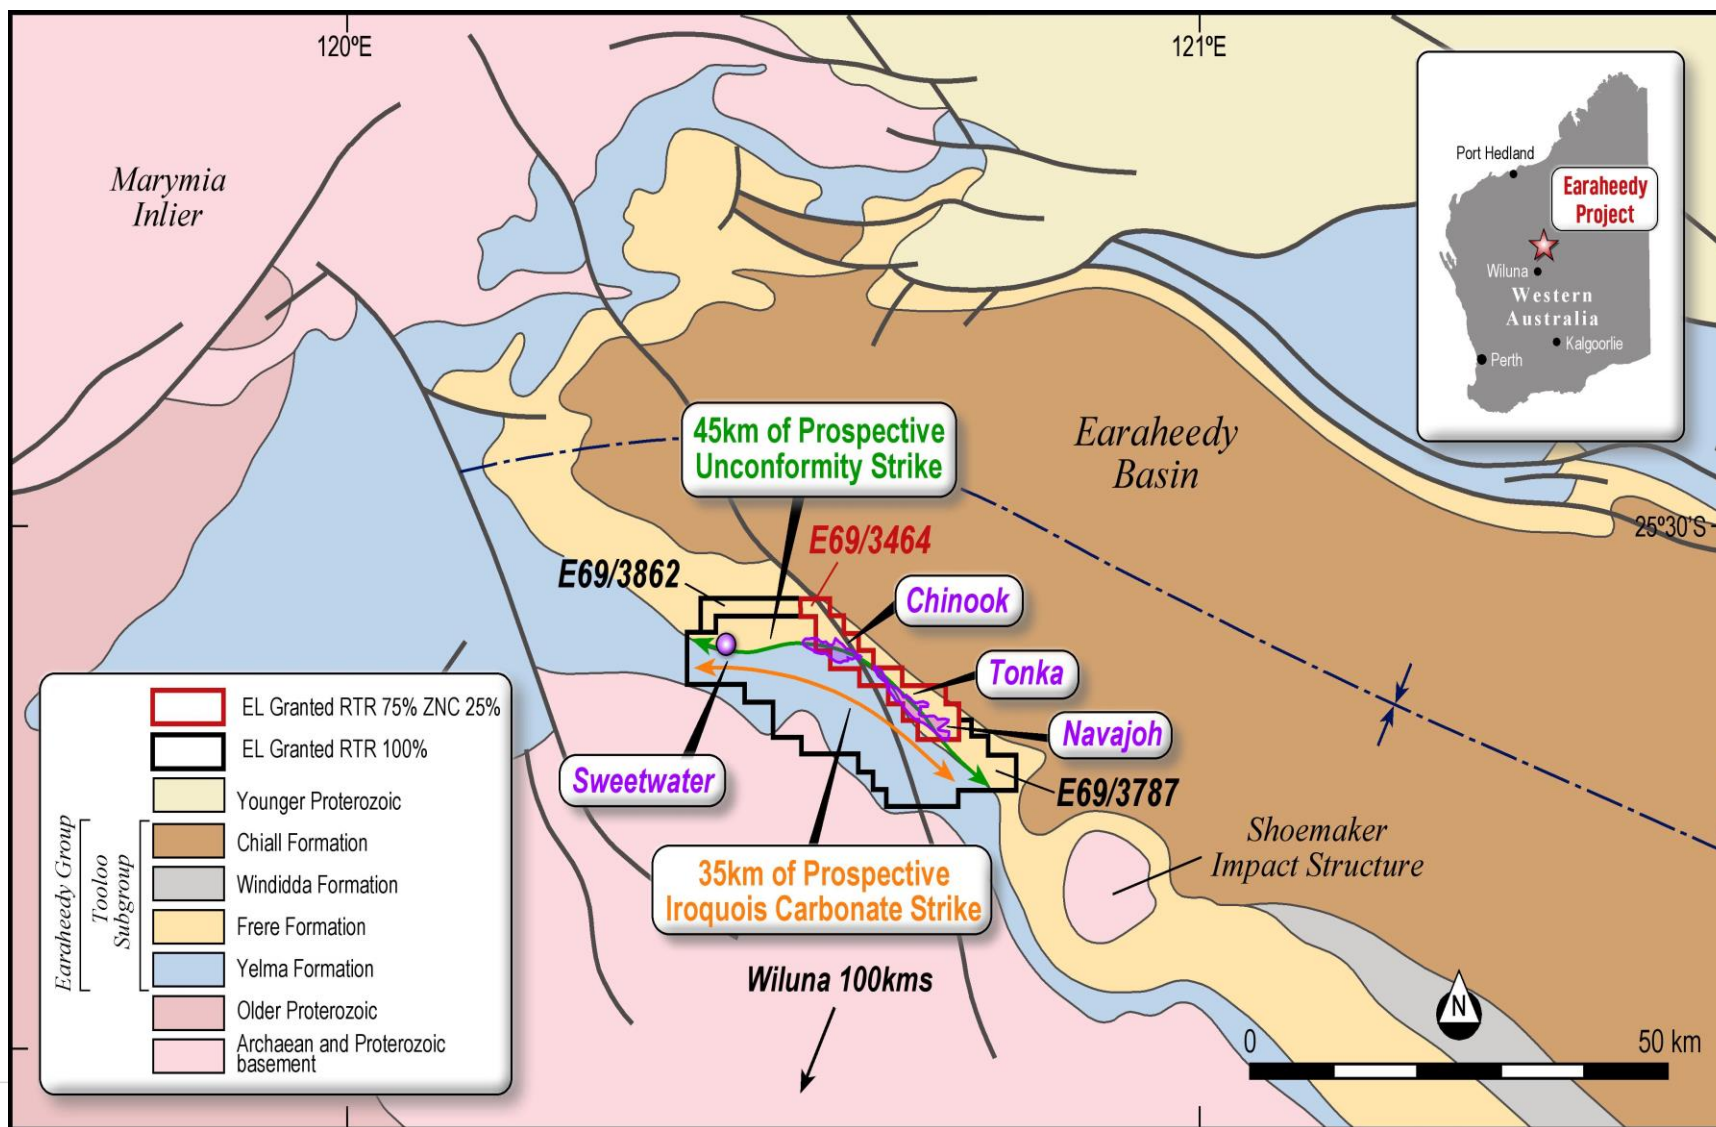 120ºE
121ºE
Marymia
Inlier
Port Hedland
Earaheedy
Project
Wiluna
Western
Australia
Kalgoorlie
Perth
45km of Prospective
Unconformity Strike
Earaheedy
Basin
25º30'S
E69/3464
E69/3862
Chinook
Tonka
Navajoh
Sweetwater
E69/3787
Shoemaker
Impact Structure
35km of Prospective
Iroquois Carbonate Strike
Wiluna 100kms
EL Granted RTR 75% ZNC 25%
EL Granted RTR 100%
Younger Proterozoic
Chiall Formation
Windidda Formation
Frere Formation
Yelma Formation
Older Proterozoic
Archaean and Proterozoic
basement
Earaheedy Group
Tooloo
Subgroup
N
0
50 km